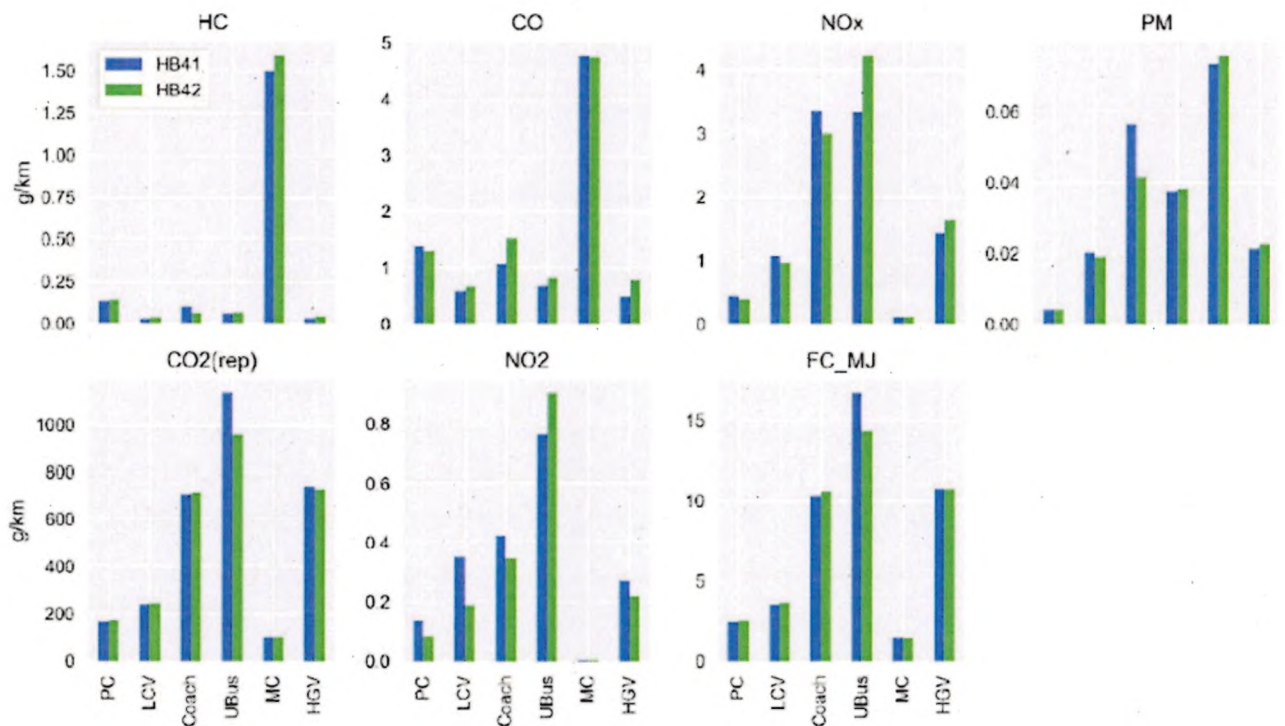 HC
CO
NOx
PM
g/km
1.50
1.25
1.00
0.75
0.50
0.25
0.00
HB41
HB42
5
4
3
2
1
0
4
3
2
1
0
0.06
0.04
0.02
0.00
CO2(rep)
NO2
FC_MJ
g/km
1000
800
600
400
200
0
0.8
0.6
0.4
0.2
0.0
15
10
5
0
PC
LCV
Coach
UBus
MC
HGV
PC
LCV
Coach
UBus
MC
HGV
PC
LCV
Coach
UBus
MC
HGV